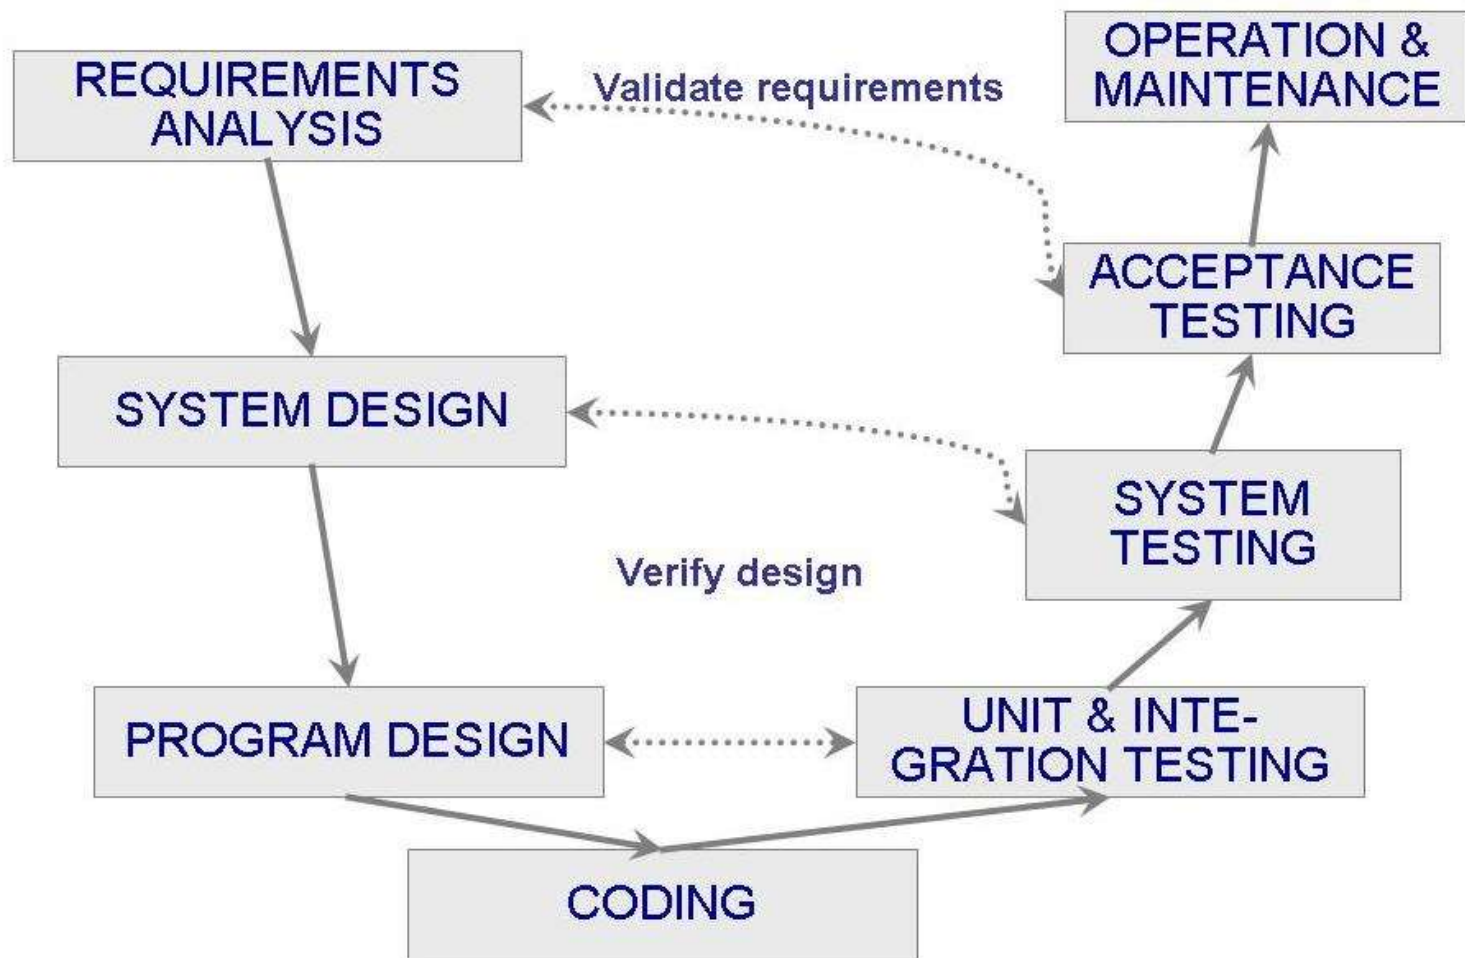 REQUIREMENTS
ANALYSIS
Validate requirements
OPERATION &
MAINTENANCE
ACCEPTANCE
TESTING
SYSTEM DESIGN
SYSTEM
TESTING
Verify design
PROGRAM DESIGN
UNIT & INTE-
GRATION TESTING
CODING